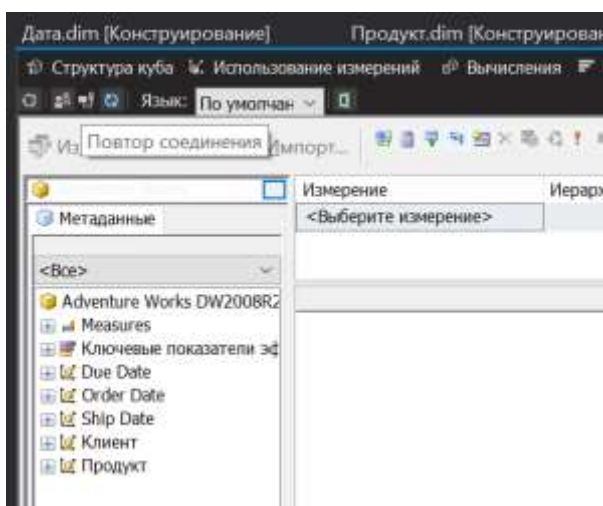 Дата.dim [Конструирование] Продукт.dim [Конструирован
Структура куба Использование измерений Вычисления
Язык: По умолчан
Из Повтор соединения Импорт...
Измерение Иерарх
Метаданные <Выберите измерение>
<Все>
Adventure Works DW2008R2
Measures
Ключевые показатели эф
Due Date
Order Date
Ship Date
Клиент
Продукт